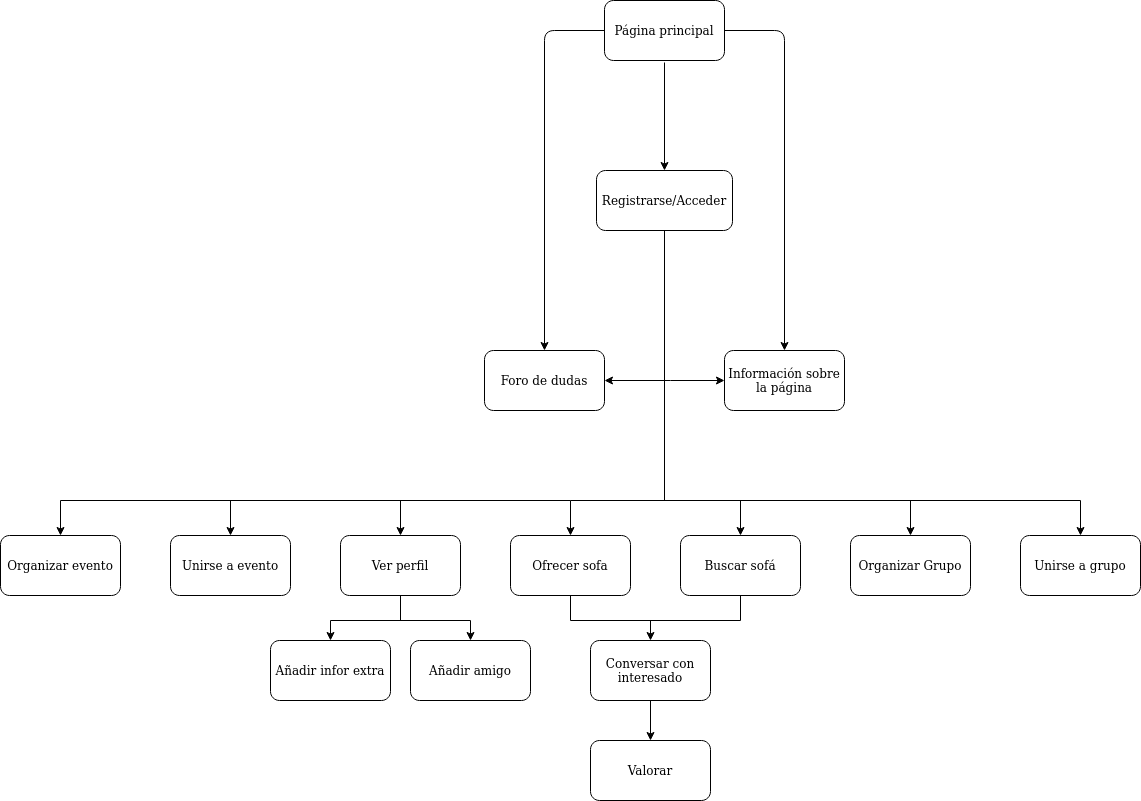 Página principal
Registrarse/Acceder
Foro de dudas
Información sobre
la página
Organizar evento
Unirse a evento
Ver perfil
Ofrecer sofa
Buscar sofá
Organizar Grupo
Unirse a grupo
Añadir infor extra
Añadir amigo
Conversar con
interesado
Valorar